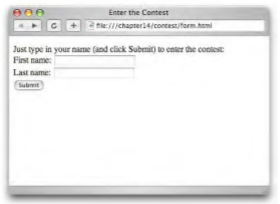 Enter the Contest
file:///chapter14/contest/form.html
Just type in your name (and click Submit) to enter the contest:
First name:
Last name:
Submit